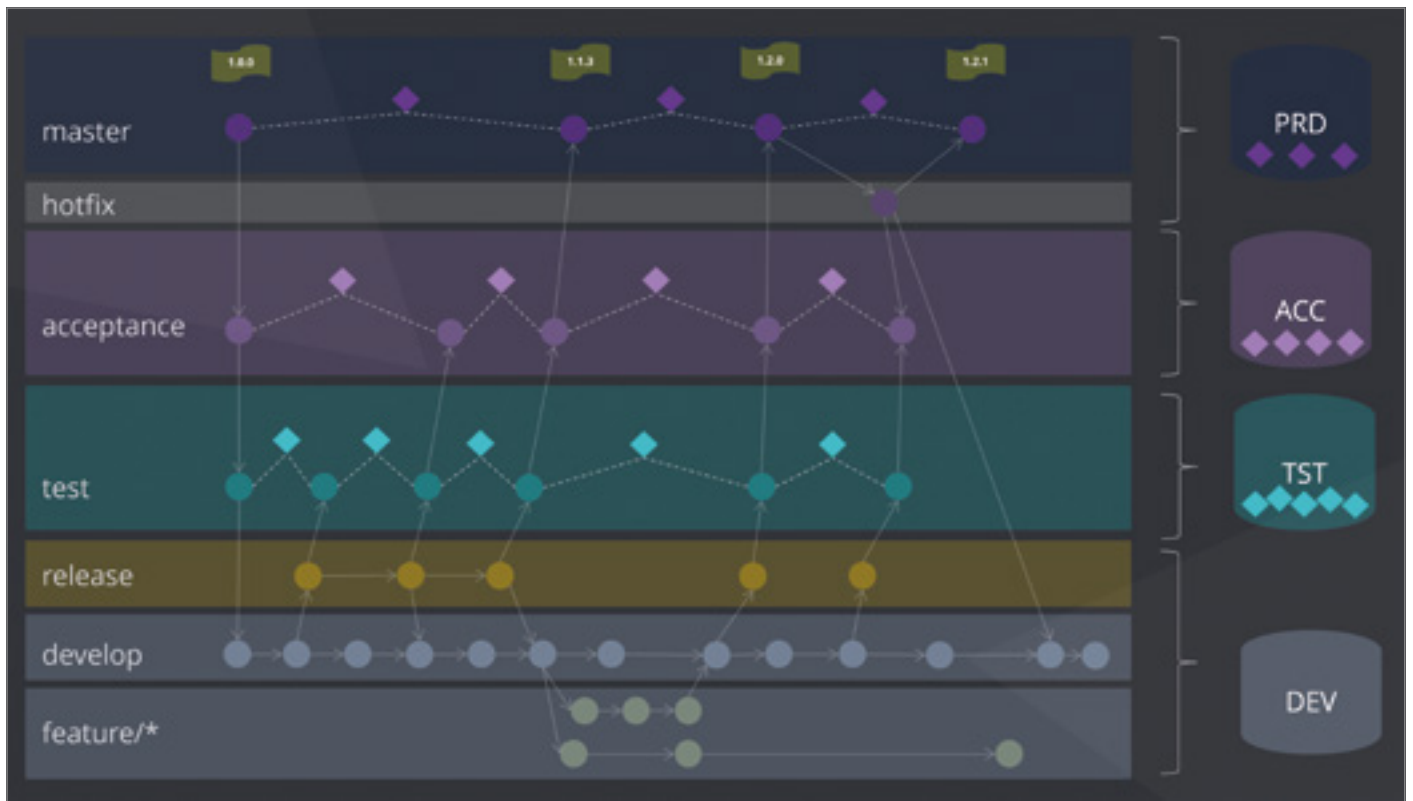 1.0.0
1.1.3
1.2.0
1.2.1
master
PRD
hotfix
acceptance
ACC
test
TST
release
develop
DEV
feature/*